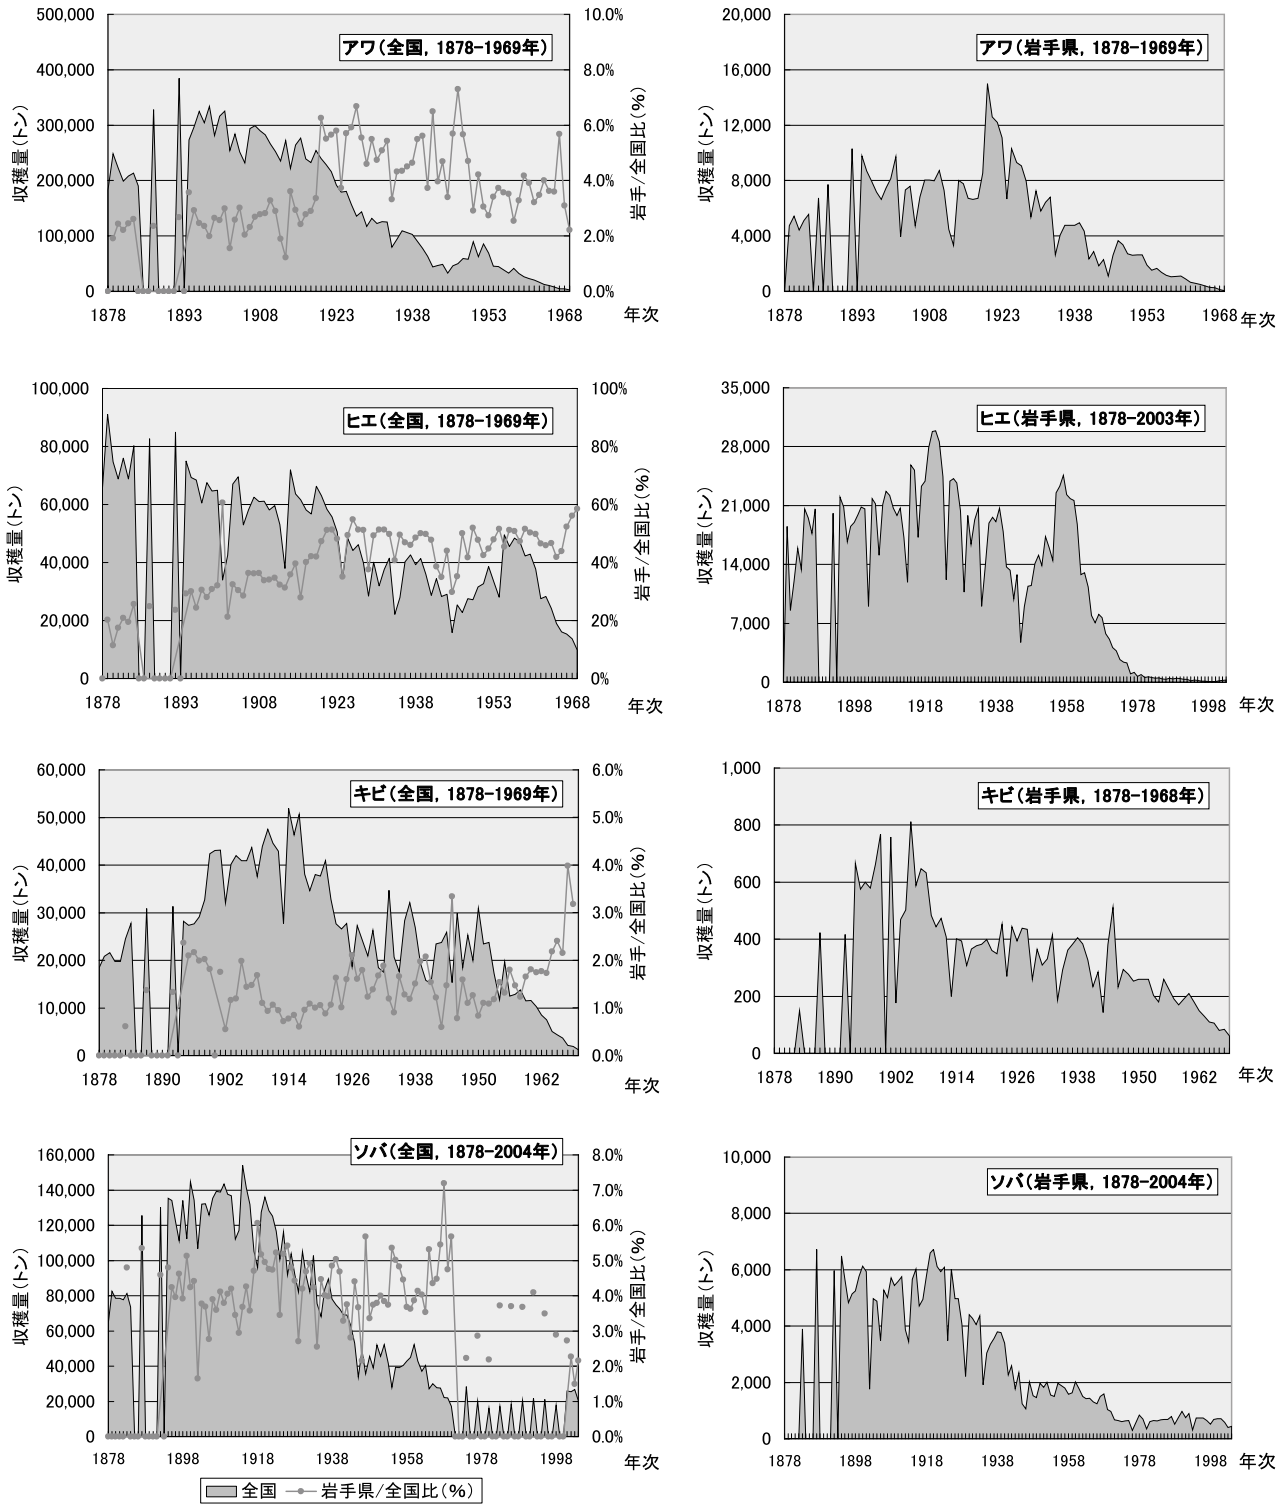 アワ（全国，1878-1969年）
500,000
400,000
300,000
200,000
100,000
0
収穫量（トン）
10.0%
8.0%
6.0%
4.0%
2.0%
0.0%
岩手/全国比（%）
1878 1893 1908 1923 1938 1953 1968 年次
アワ（岩手県，1878-1969年）
20,000
16,000
12,000
8,000
4,000
0
収穫量（トン）
1878 1893 1908 1923 1938 1953 1968 年次
ヒエ（全国，1878-1969年）
100,000
80,000
60,000
40,000
20,000
0
収穫量（トン）
100%
80%
60%
40%
20%
0%
岩手/全国比（%）
1878 1893 1908 1923 1938 1953 1968 年次
ヒエ（岩手県，1878-2003年）
35,000
28,000
21,000
14,000
7,000
0
収穫量（トン）
1878 1898 1918 1938 1958 1978 1998 年次
キビ（全国，1878-1969年）
60,000
50,000
40,000
30,000
20,000
10,000
0
収穫量（トン）
6.0%
5.0%
4.0%
3.0%
2.0%
1.0%
0.0%
岩手/全国比（%）
1878 1890 1902 1914 1926 1938 1950 1962 年次
キビ（岩手県，1878-1968年）
1,000
800
600
400
200
0
収穫量（トン）
1878 1890 1902 1914 1926 1938 1950 1962 年次
ソバ（全国，1878-2004年）
160,000
140,000
120,000
100,000
80,000
60,000
40,000
20,000
0
収穫量（トン）
8.0%
7.0%
6.0%
5.0%
4.0%
3.0%
2.0%
1.0%
0.0%
岩手/全国比（%）
1878 1898 1918 1938 1958 1978 1998 年次
ソバ（岩手県，1878-2004年）
10,000
8,000
6,000
4,000
2,000
0
収穫量（トン）
1878 1898 1918 1938 1958 1978 1998 年次
全国 岩手県/全国比（%）